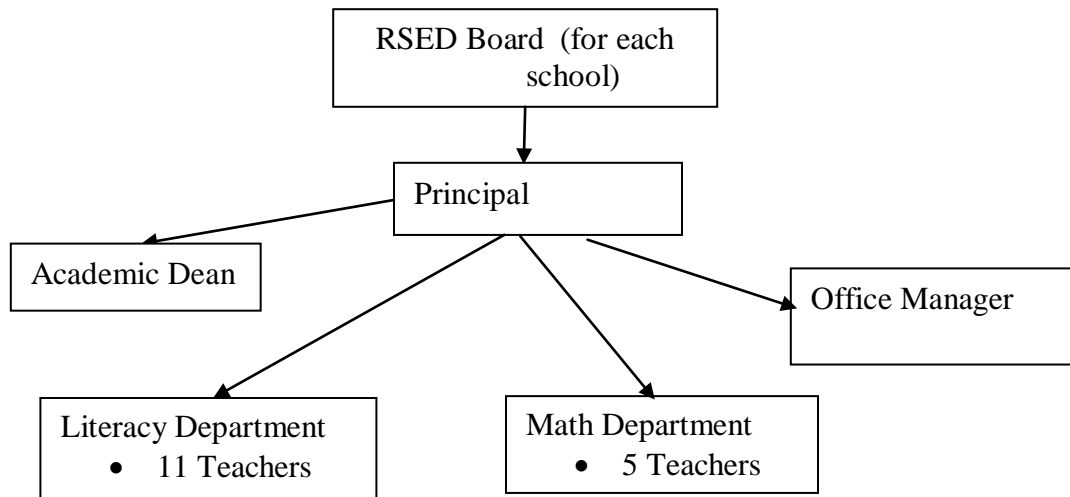 RSED Board  (for each
school)
Principal
Academic Dean
Office Manager
Literacy Department
• 11 Teachers
Math Department
• 5 Teachers